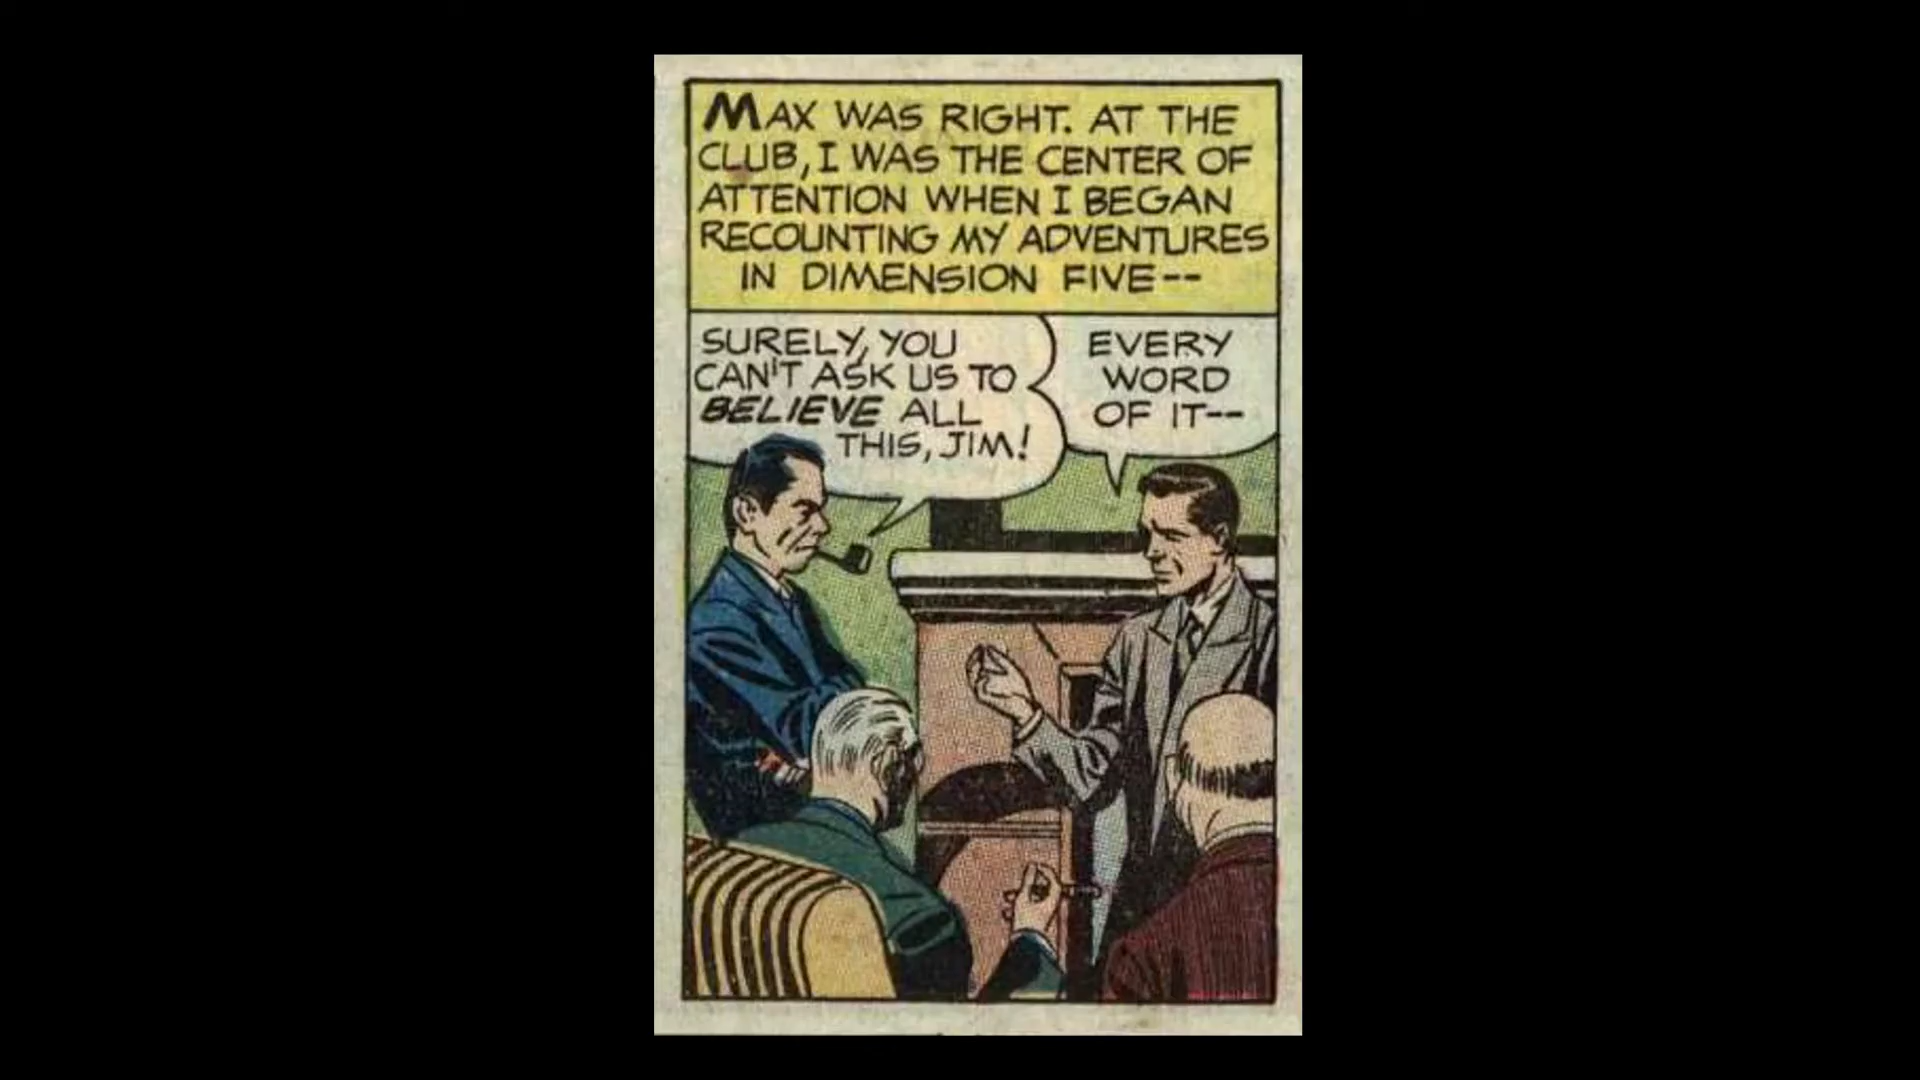 MAX WAS RIGHT. AT THE
CLUB, I WAS THE CENTER OF
ATTENTION WHEN I BEGAN
RECOUNTING MY ADVENTURES
IN DIMENSION FIVE--
SURELY, YOU
CAN'T ASK US TO
BELIEVE ALL
THIS, JIM!
EVERY
WORD
OF IT--